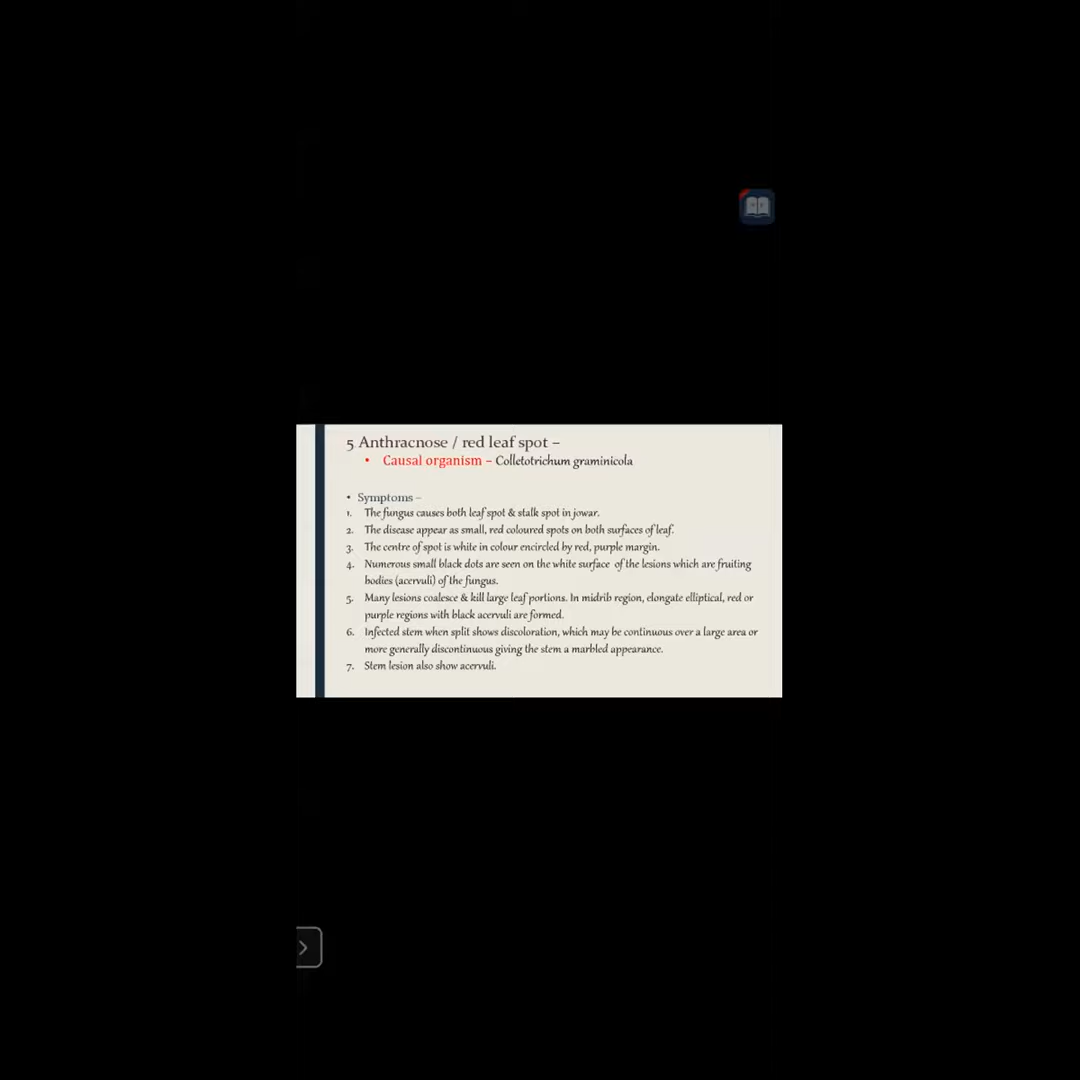 5 Anthracnose / red leaf spot –
• Causal organism – Colletotrichum graminicola
• Symptoms –
1. The fungus causes both leaf spot & stalk spot in jowar.
2. The disease appear as small, red coloured spots on both surfaces of leaf.
3. The centre of spot is white in colour encircled by red, purple margin.
4. Numerous small black dots are seen on the white surface of the lesions which are fruiting
bodies (acervuli) of the fungus.
5. Many lesions coalesce & kill large leaf portions. In midrib region, elongate elliptical, red or
purple regions with black acervuli are formed.
6. Infected stem when split shows discoloration, which may be continuous over a large area or
more generally discontinuous giving the stem a marbled appearance.
7. Stem lesion also show acervuli.